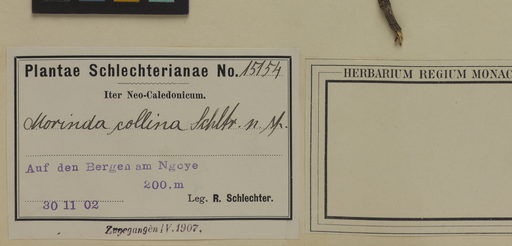 Plantae Schlechterianae No. 15154
Iter Neo-Caledonicum.
Morinda collina Schltr. n. sp.
Auf den Bergen am Ngoye
200.m
30 11 02
Leg. R. Schlechter.
Zugegangen IV. 1907.
HERBARIUM REGIUM MONAC